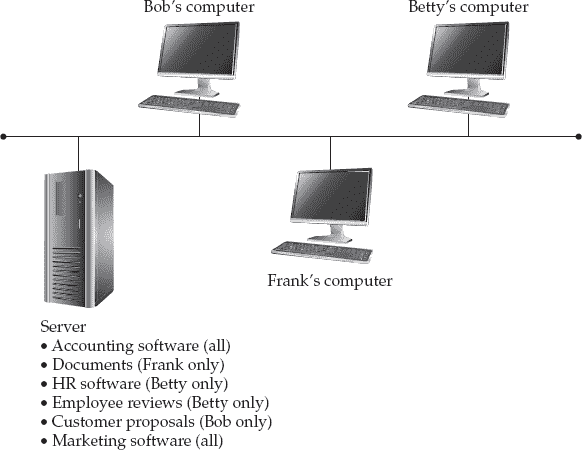 Bob's computer
Betty's computer
Frank's computer
Server
• Accounting software (all)
• Documents (Frank only)
• HR software (Betty only)
• Employee reviews (Betty only)
• Customer proposals (Bob only)
• Marketing software (all)